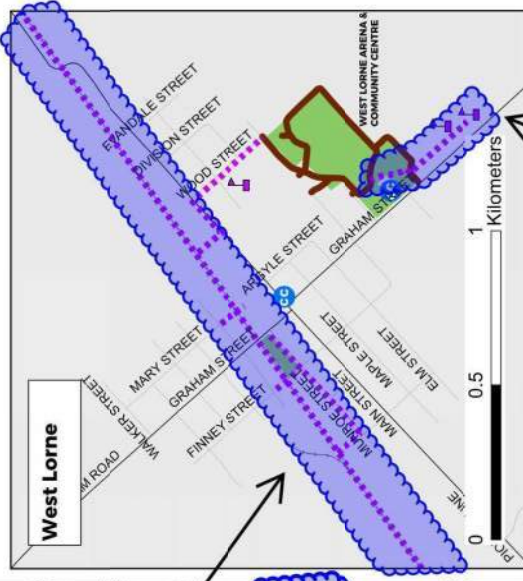 West Lorne
EVANDALE STREET
DIVISION STREET
WOOD STREET
WEST LORNE ARENA &
COMMUNITY CENTRE
ARGYLE STREET
GRAHAM
MARY STREET
GRAHAM
WALKER STREET
FINNEY STREET
ROAD
MAPLE STREET
ELM STREET
MAIN STREET
MUNROE STREET
CC
CC
0
0.5
1
Kilometers